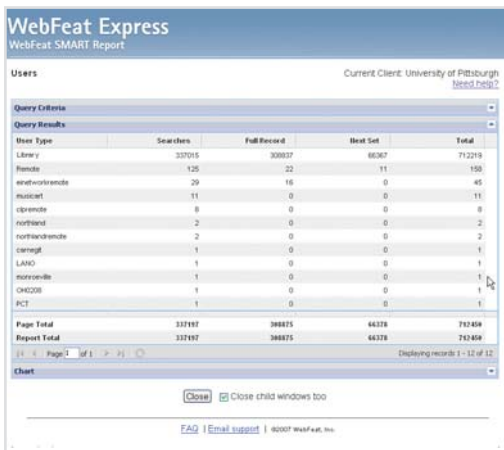 WebFeat Express
WebFeat SMART Report
Users
Current Client: University of Pittsburgh
Need help?
Query Criteria
Query Results
User Type Searches Full Record Next Set Total
Library 337015 308837 66367 712219
Remote 125 22 11 158
einetworkremote 29 16 0 45
musicart 11 0 0 11
clpremote 8 0 0 8
northland 2 0 0 2
northlandremote 2 0 0 2
carnegit 1 0 0 1
LANO 1 0 0 1
monroeville 1 0 0 1
OH0208 1 0 0 1
PCT 1 0 0 1
Page Total 337197 308875 66378 712450
Report Total 337197 308875 66378 712450
Page 1 of 1
Displaying records 1 - 12 of 12
Chart
Close Close child windows too
FAQ | Email support | ©2007 WebFeat, Inc.